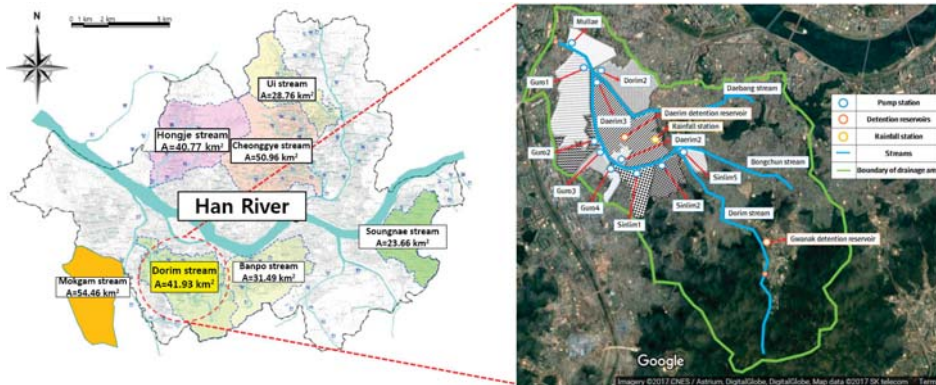 0 1 km 2 km 5 km
N
Ui stream
A=28.76 km²
Hongje stream
A=40.77 km²
Cheonggye stream
A=50.96 km²
Han River
Soungnae stream
A=23.66 km²
Dorim stream
A=41.93 km²
Banpo stream
A=31.49 km²
Mokgam stream
A=54.46 km²
Mullae
Guro1
Dorim2
Daebang stream
Daerim detention reservoir
Daerim3
Rainfall station
Daerim2
Guro2
Bongchun stream
Sinlim5
Guro3
Guro4
Sinlim2
Sinlim1
Dorim stream
Gwanak detention reservoir
Pump station
Detention reservoirs
Rainfall station
Streams
Boundary of drainage area
Google
Imagery ©2017 CNES / Astrium, DigitalGlobe, DigitalGlobe, Map data ©2017 SK telecom